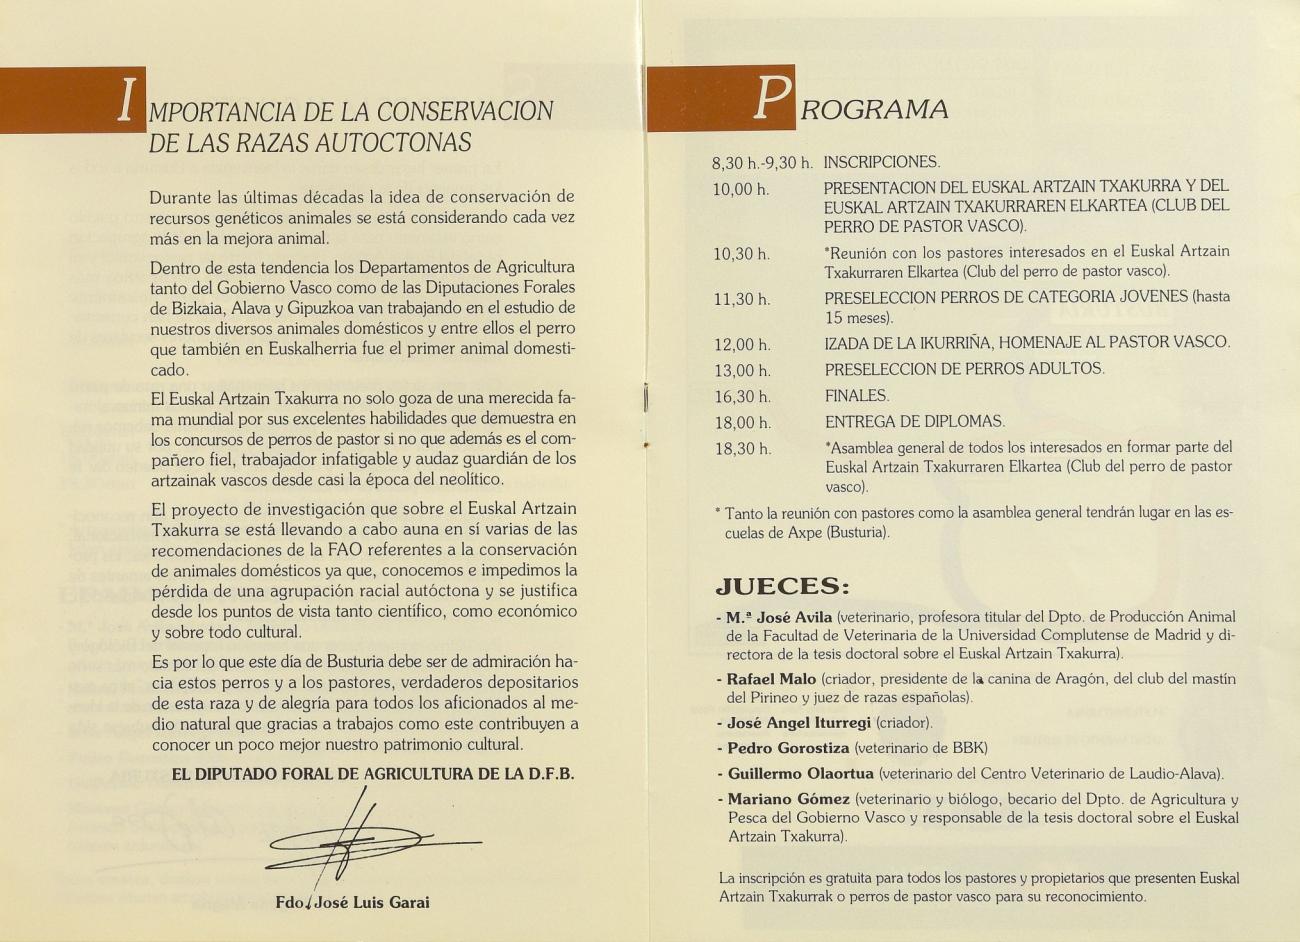 IMPORTANCIA DE LA CONSERVACION
DE LAS RAZAS AUTOCTONAS
Durante las últimas décadas la idea de conservación de
recursos genéticos animales se está considerando cada vez
más en la mejora animal.
Dentro de esta tendencia los Departamentos de Agricultura
tanto del Gobierno Vasco como de las Diputaciones Forales
de Bizkaia, Alava y Gipuzkoa van trabajando en el estudio de
nuestros diversos animales domésticos y entre ellos el perro
que también en Euskalherria fue el primer animal domesti-
cado.
El Euskal Artzain Txakurra no solo goza de una merecida fa-
ma mundial por sus excelentes habilidades que demuestra en
los concursos de perros de pastor si no que además es el com-
pañero fiel, trabajador infatigable y audaz guardián de los
artzainak vascos desde casi la época del neolítico.
El proyecto de investigación que sobre el Euskal Artzain
Txakurra se está llevando a cabo auna en sí varias de las
recomendaciones de la FAO referentes a la conservación
de animales domésticos ya que, conocemos e impedimos la
pérdida de una agrupación racial autóctona y se justifica
desde los puntos de vista tanto científico, como económico
y sobre todo cultural.
Es por lo que este día de Busturia debe ser de admiración ha-
cia estos perros y a los pastores, verdaderos depositarios
de esta raza y de alegría para todos los aficionados al me-
dio natural que gracias a trabajos como este contribuyen a
conocer un poco mejor nuestro patrimonio cultural.
EL DIPUTADO FORAL DE AGRICULTURA DE LA D.F.B.
Fdo. José Luis Garai
PROGRAMA
8,30 h.-9,30 h. INSCRIPCIONES.
10,00 h. PRESENTACION DEL EUSKAL ARTZAIN TXAKURRA Y DEL
EUSKAL ARTZAIN TXAKURRAREN ELKARTEA (CLUB DEL
PERRO DE PASTOR VASCO).
10,30 h. *Reunión con los pastores interesados en el Euskal Artzain
Txakurraren Elkartea (Club del perro de pastor vasco).
11,30 h. PRESELECCION PERROS DE CATEGORIA JOVENES (hasta
15 meses).
12,00 h. IZADA DE LA IKURRIÑA, HOMENAJE AL PASTOR VASCO.
13,00 h. PRESELECCION DE PERROS ADULTOS.
16,30 h. FINALES.
18,00 h. ENTREGA DE DIPLOMAS.
18,30 h. *Asamblea general de todos los interesados en formar parte del
Euskal Artzain Txakurraren Elkartea (Club del perro de pastor
vasco).
* Tanto la reunión con pastores como la asamblea general tendrán lugar en las es-
cuelas de Axpe (Busturia).
JUECES:
- M.ª José Avila (veterinario, profesora titular del Dpto. de Producción Animal
de la Facultad de Veterinaria de la Universidad Complutense de Madrid y di-
rectora de la tesis doctoral sobre el Euskal Artzain Txakurra).
- Rafael Malo (criador, presidente de la canina de Aragón, del club del mastín
del Pirineo y juez de razas españolas).
- José Angel Iturregi (criador).
- Pedro Gorostiza (veterinario de BBK)
- Guillermo Olaortua (veterinario del Centro Veterinario de Laudio-Alava).
- Mariano Gómez (veterinario y biólogo, becario del Dpto. de Agricultura y
Pesca del Gobierno Vasco y responsable de la tesis doctoral sobre el Euskal
Artzain Txakurra).
La inscripción es gratuita para todos los pastores y propietarios que presenten Euskal
Artzain Txakurrak o perros de pastor vasco para su reconocimiento.